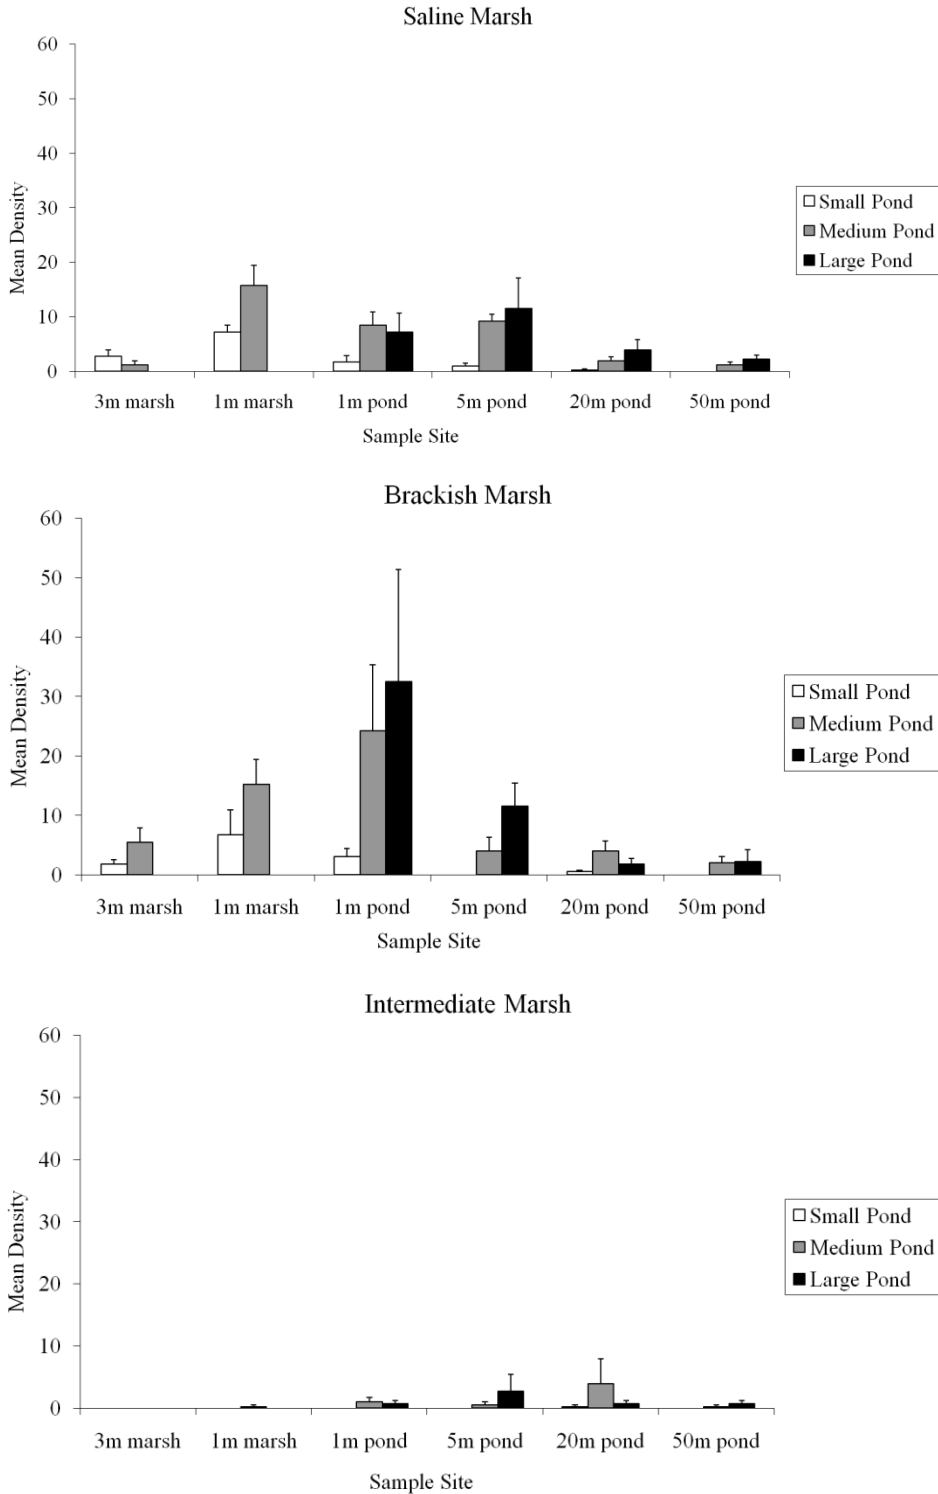 Saline Marsh
60
50
40
30
20
10
0
Mean Density
3m marsh 1m marsh 1m pond 5m pond 20m pond 50m pond
Sample Site
Small Pond
Medium Pond
Large Pond
Brackish Marsh
60
50
40
30
20
10
0
Mean Density
3m marsh 1m marsh 1m pond 5m pond 20m pond 50m pond
Sample Site
Small Pond
Medium Pond
Large Pond
Intermediate Marsh
60
50
40
30
20
10
0
Mean Density
3m marsh 1m marsh 1m pond 5m pond 20m pond 50m pond
Sample Site
Small Pond
Medium Pond
Large Pond